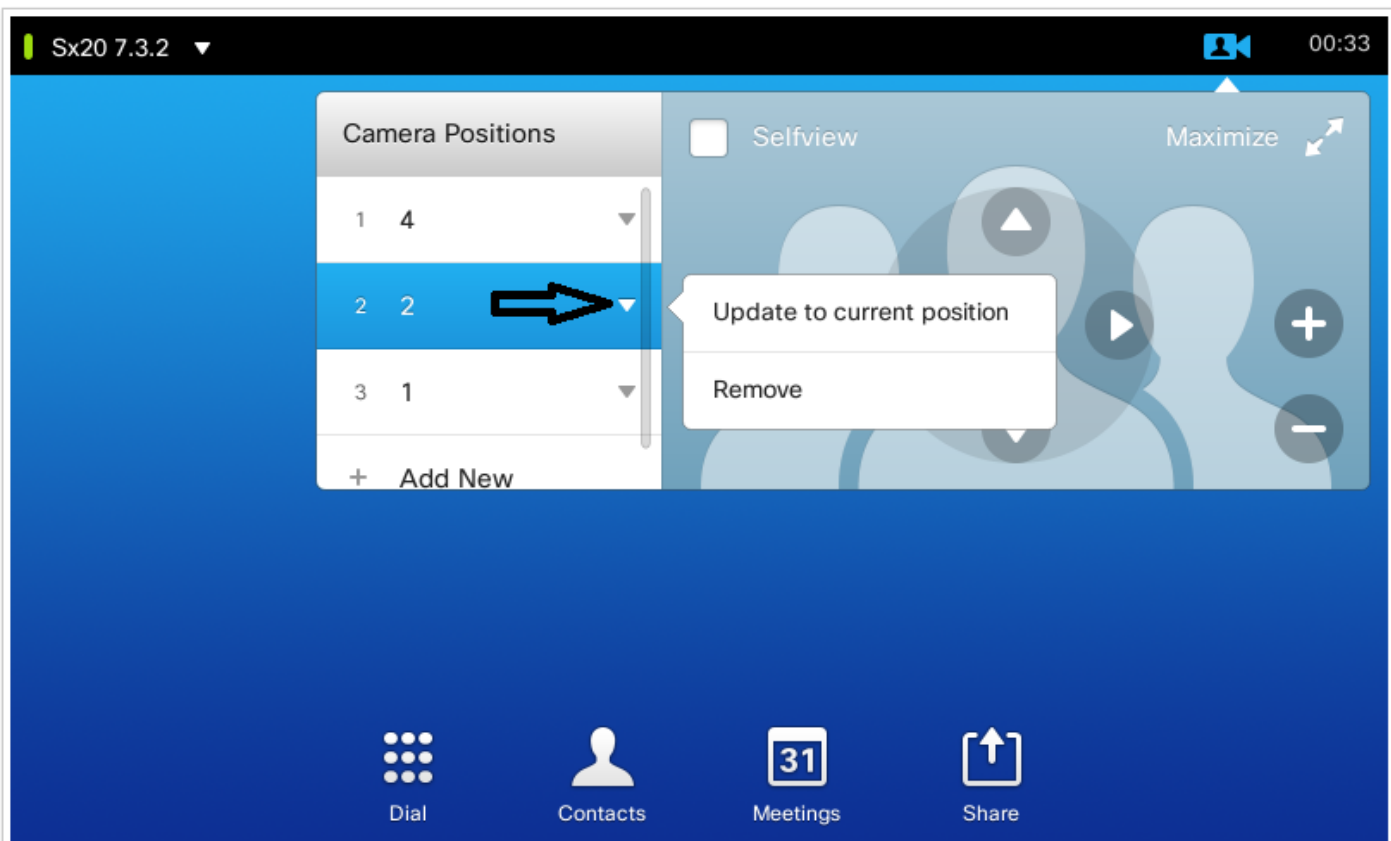 Sx20 7.3.2
00:33
Camera Positions
Selfview
Maximize
1 4
2 2
3 1
+ Add New
Update to current position
Remove
31
Dial
Contacts
Meetings
Share